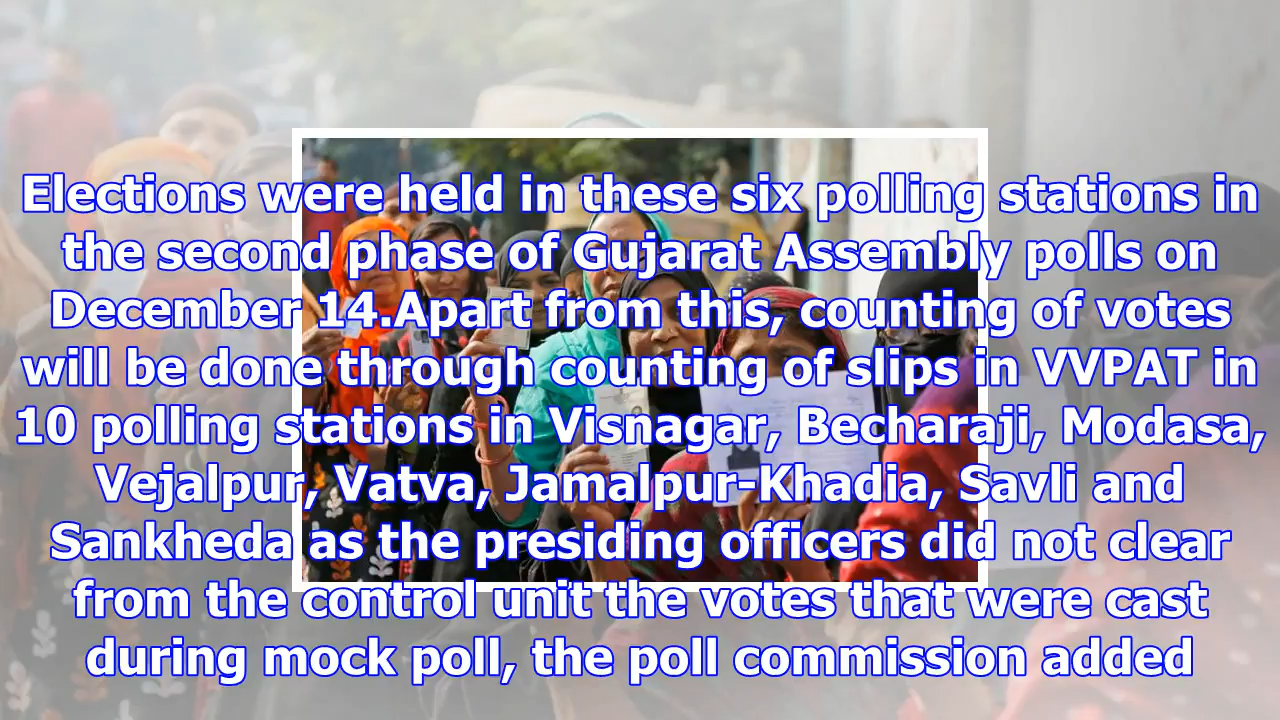 Elections were held in these six polling stations in
the second phase of Gujarat Assembly polls on
December 14.Apart from this, counting of votes
will be done through counting of slips in VVPAT in
10 polling stations in Visnagar, Becharaji, Modasa,
Vejalpur, Vatva, Jamalpur-Khadia, Savli and
Sankheda as the presiding officers did not clear
from the control unit the votes that were cast
during mock poll, the poll commission added